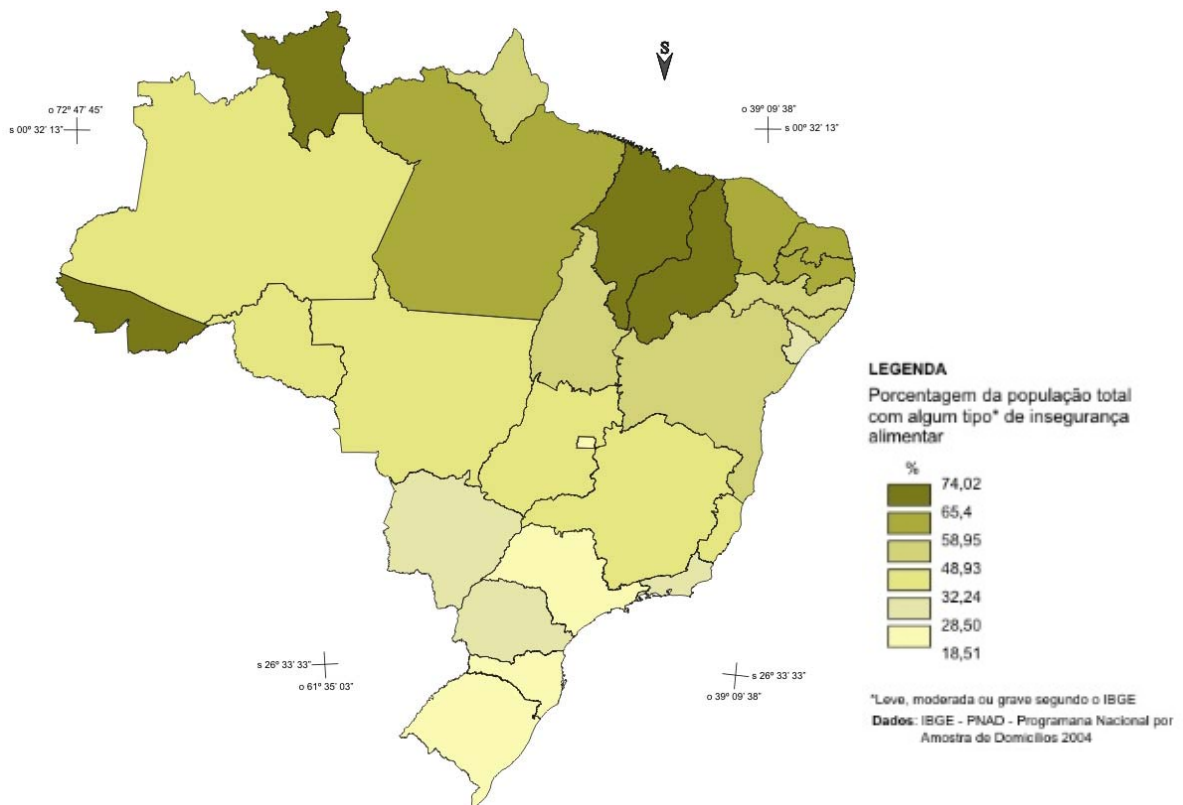 S
o 72º 47' 45"
s 00º 32' 13"
o 39º 09' 38"
s 00º 32' 13"
LEGENDA
Porcentagem da população total
com algum tipo* de insegurança
alimentar
%
74,02
65,4
58,95
48,93
32,24
28,50
18,51
s 26º 33' 33"
o 61º 35' 03"
s 26º 33' 33"
o 39º 09' 38"
*Leve, moderada ou grave segundo o IBGE
Dados: IBGE - PNAD - Programana Nacional por
Amostra de Domicílios 2004